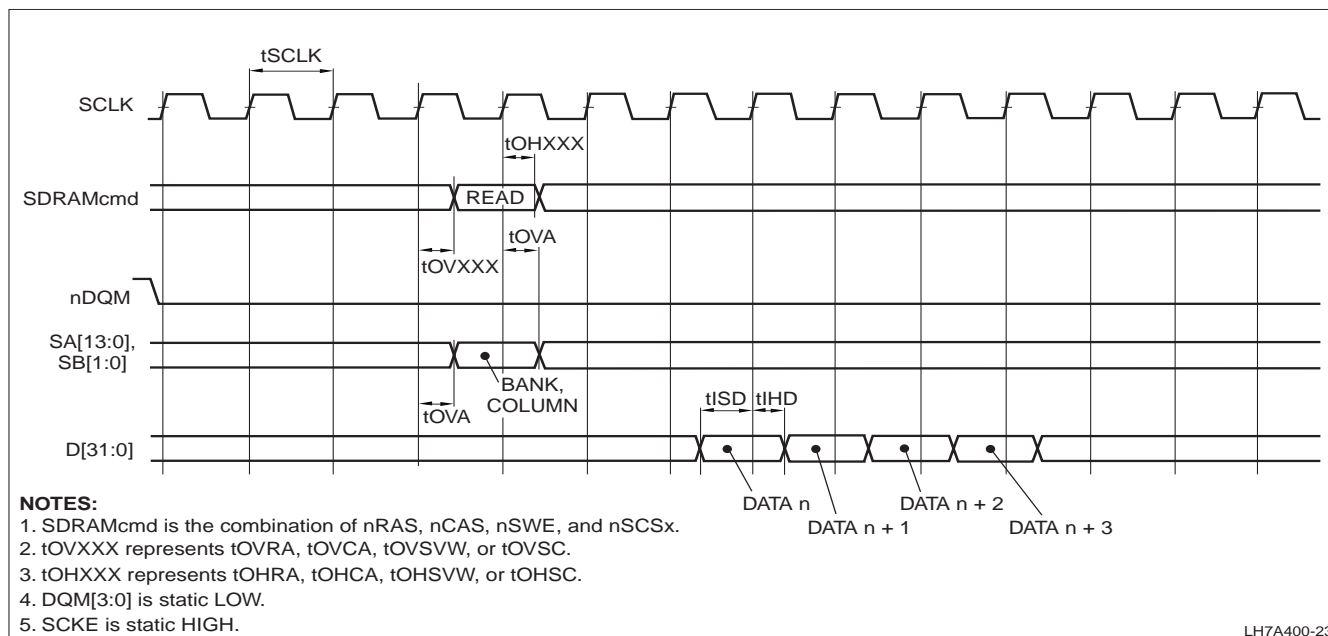 tSCLK
SCLK
tOHXXX
SDRAMcmd
READ
tOVA
tOVXXX
nDQM
SA[13:0],
SB[1:0]
BANK,
COLUMN
tISD
tIHD
tOVA
D[31:0]
DATA n
DATA n + 2
DATA n + 1
DATA n + 3
NOTES:
1. SDRAMcmd is the combination of nRAS, nCAS, nSWE, and nSCSx.
2. tOVXXX represents tOVRA, tOVCA, tOVSVW, or tOVSC.
3. tOHXXX represents tOHRA, tOHCA, tOHSVW, or tOHSC.
4. DQM[3:0] is static LOW.
5. SCKE is static HIGH.
LH7A400-23